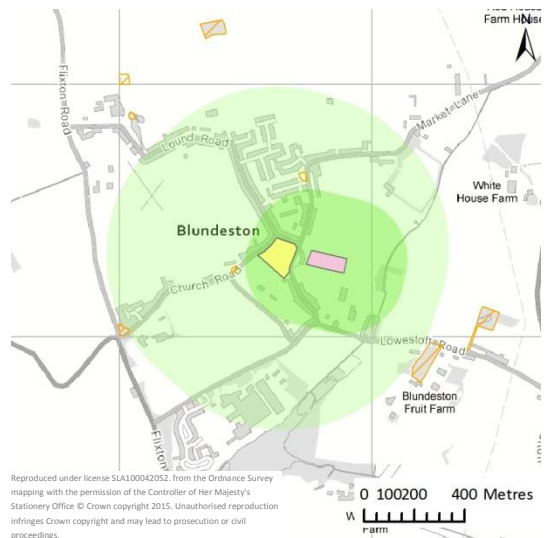 Farm House
Flixton Road
Market Lane
Lound Road
White
House Farm
Blundeston
Church Road
Lowestoft Road
Blundeston
Fruit Farm
Flixton
Reproduced under license SLA100042052. from the Ordnance Survey
mapping with the permission of the Controller of Her Majesty's
Stationery Office © Crown copyright 2015. Unauthorised reproduction
infringes Crown copyright and may lead to prosecution or civil
proceedings.
0 100200 400 Metres
W
Farm